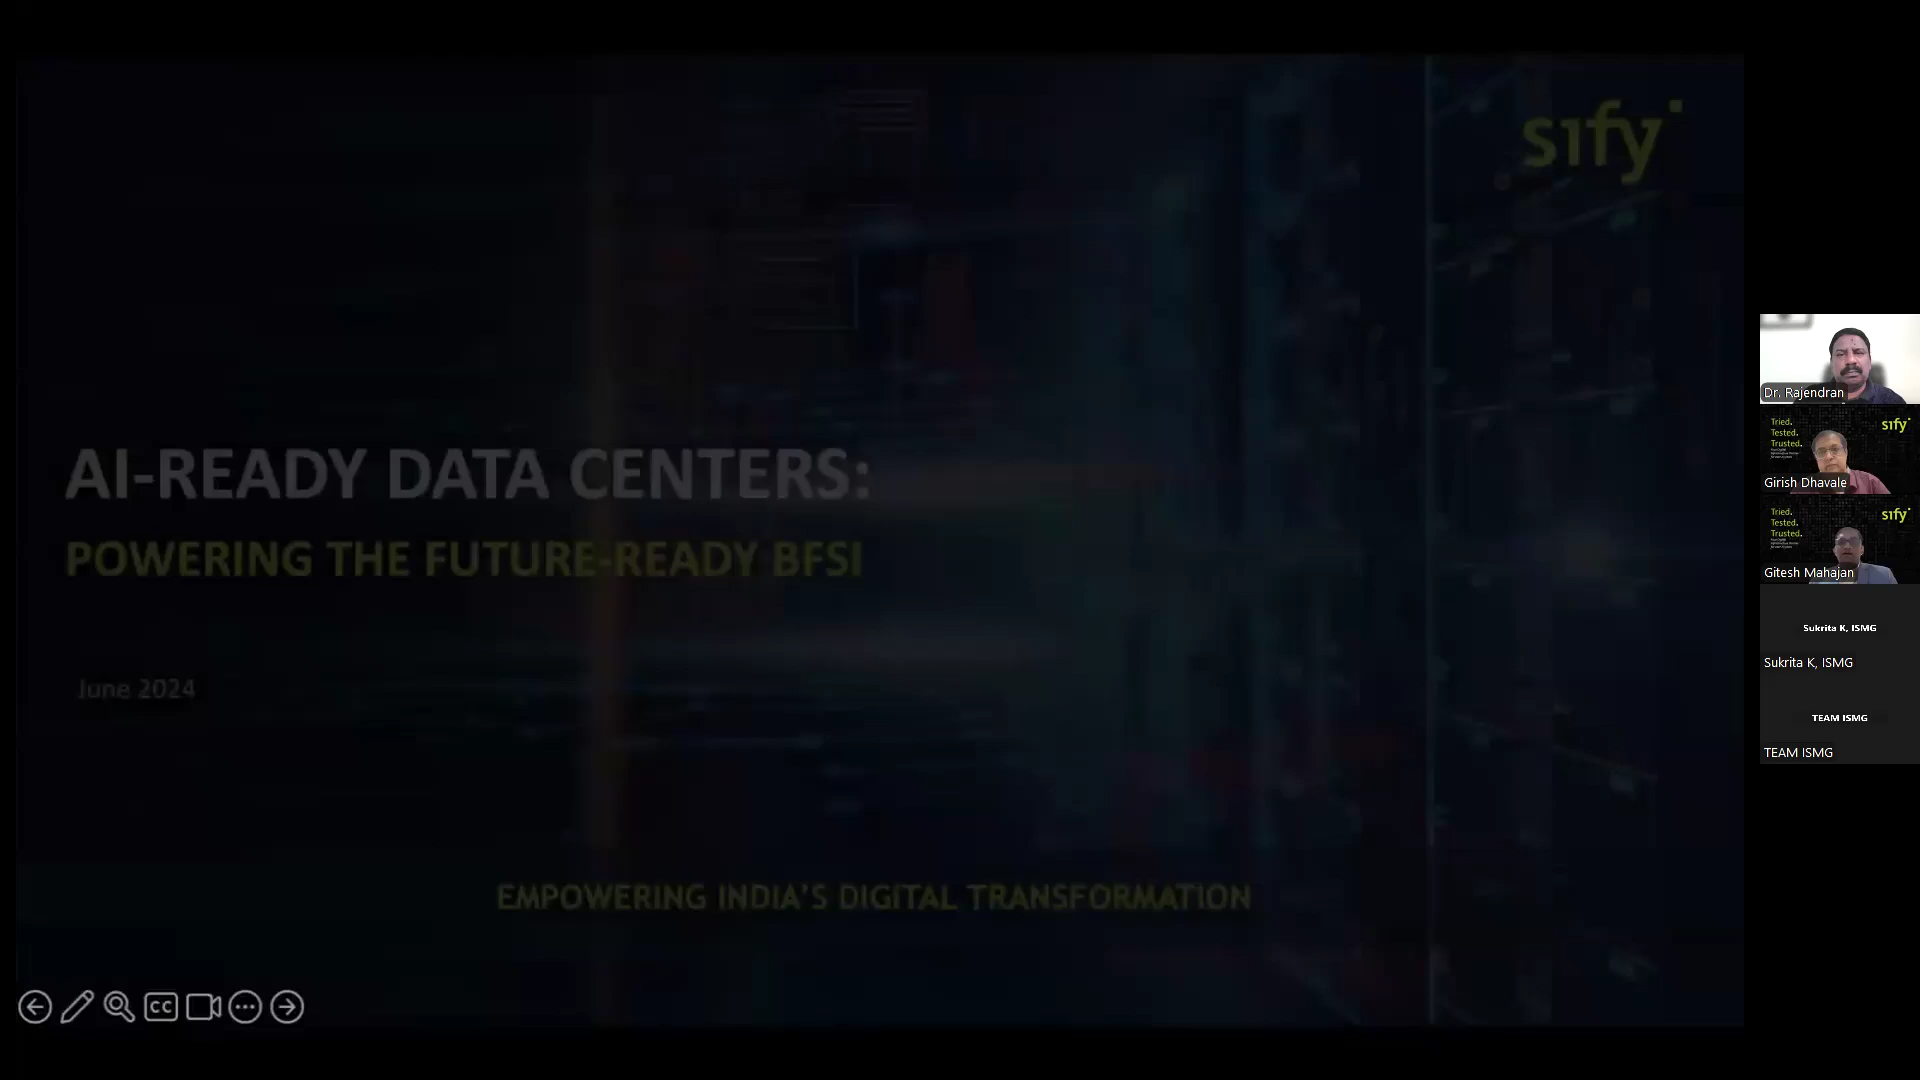 sify
AI-READY DATA CENTERS:
POWERING THE FUTURE-READY BFSI
June 2024
EMPOWERING INDIA'S DIGITAL TRANSFORMATION
CC
Dr. Rajendran
Tried.
Tested.
Trusted.
sify
Girish Dhavale
Tried.
Tested.
Trusted.
sify
Gitesh Mahajan
Sukrita K, ISMG
Sukrita K, ISMG
TEAM ISMG
TEAM ISMG